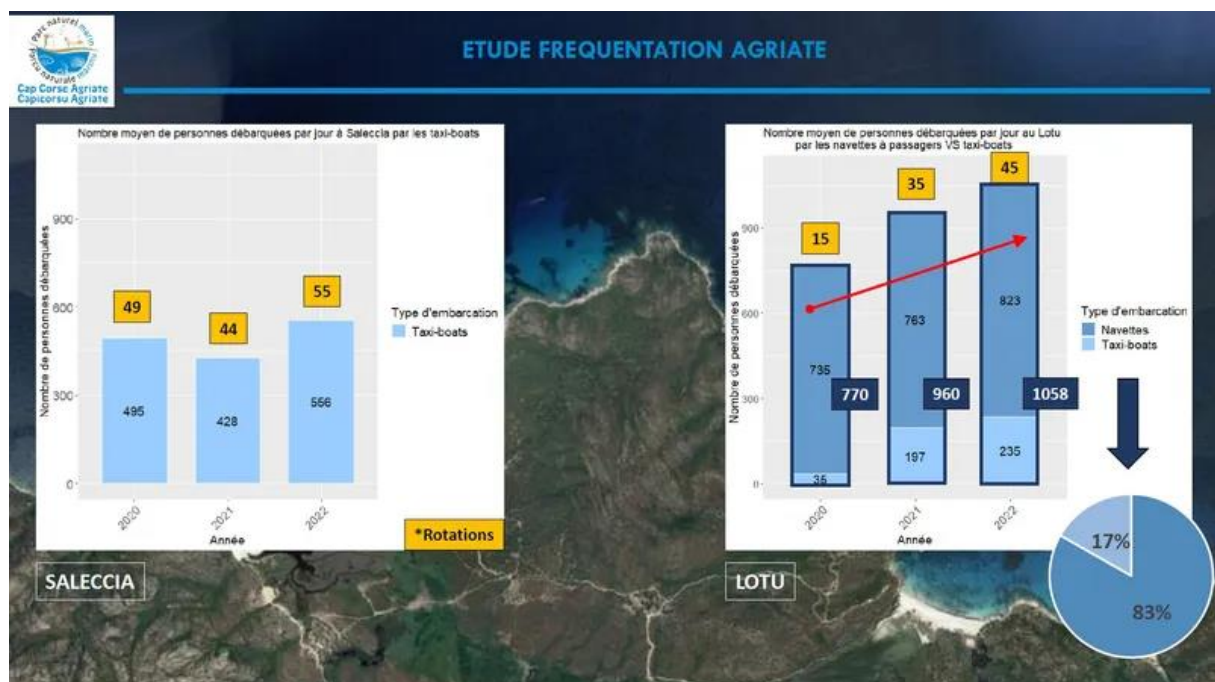 Parc naturel marin
Parcu naturale marinu
Cap Corse Agriate
Capicorsu Agriate
ETUDE FREQUENTATION AGRIATE
Nombre moyen de personnes débarquées par jour à Saleccia par les taxi-boats
Nombre de personnes débarquées
900
600
300
0
49
44
55
495
428
556
2020
2021
2022
Année
Type d'embarcation
Taxi-boats
*Rotations
SALECCIA
Nombre moyen de personnes débarquées par jour au Lotu
par les navettes à passagers VS taxi-boats
Nombre de personnes débarquées
900
600
300
0
15
35
45
735
763
823
770
960
1058
35
197
235
2020
2021
2022
Année
Type d'embarcation
Navettes
Taxi-boats
LOTU
17%
83%